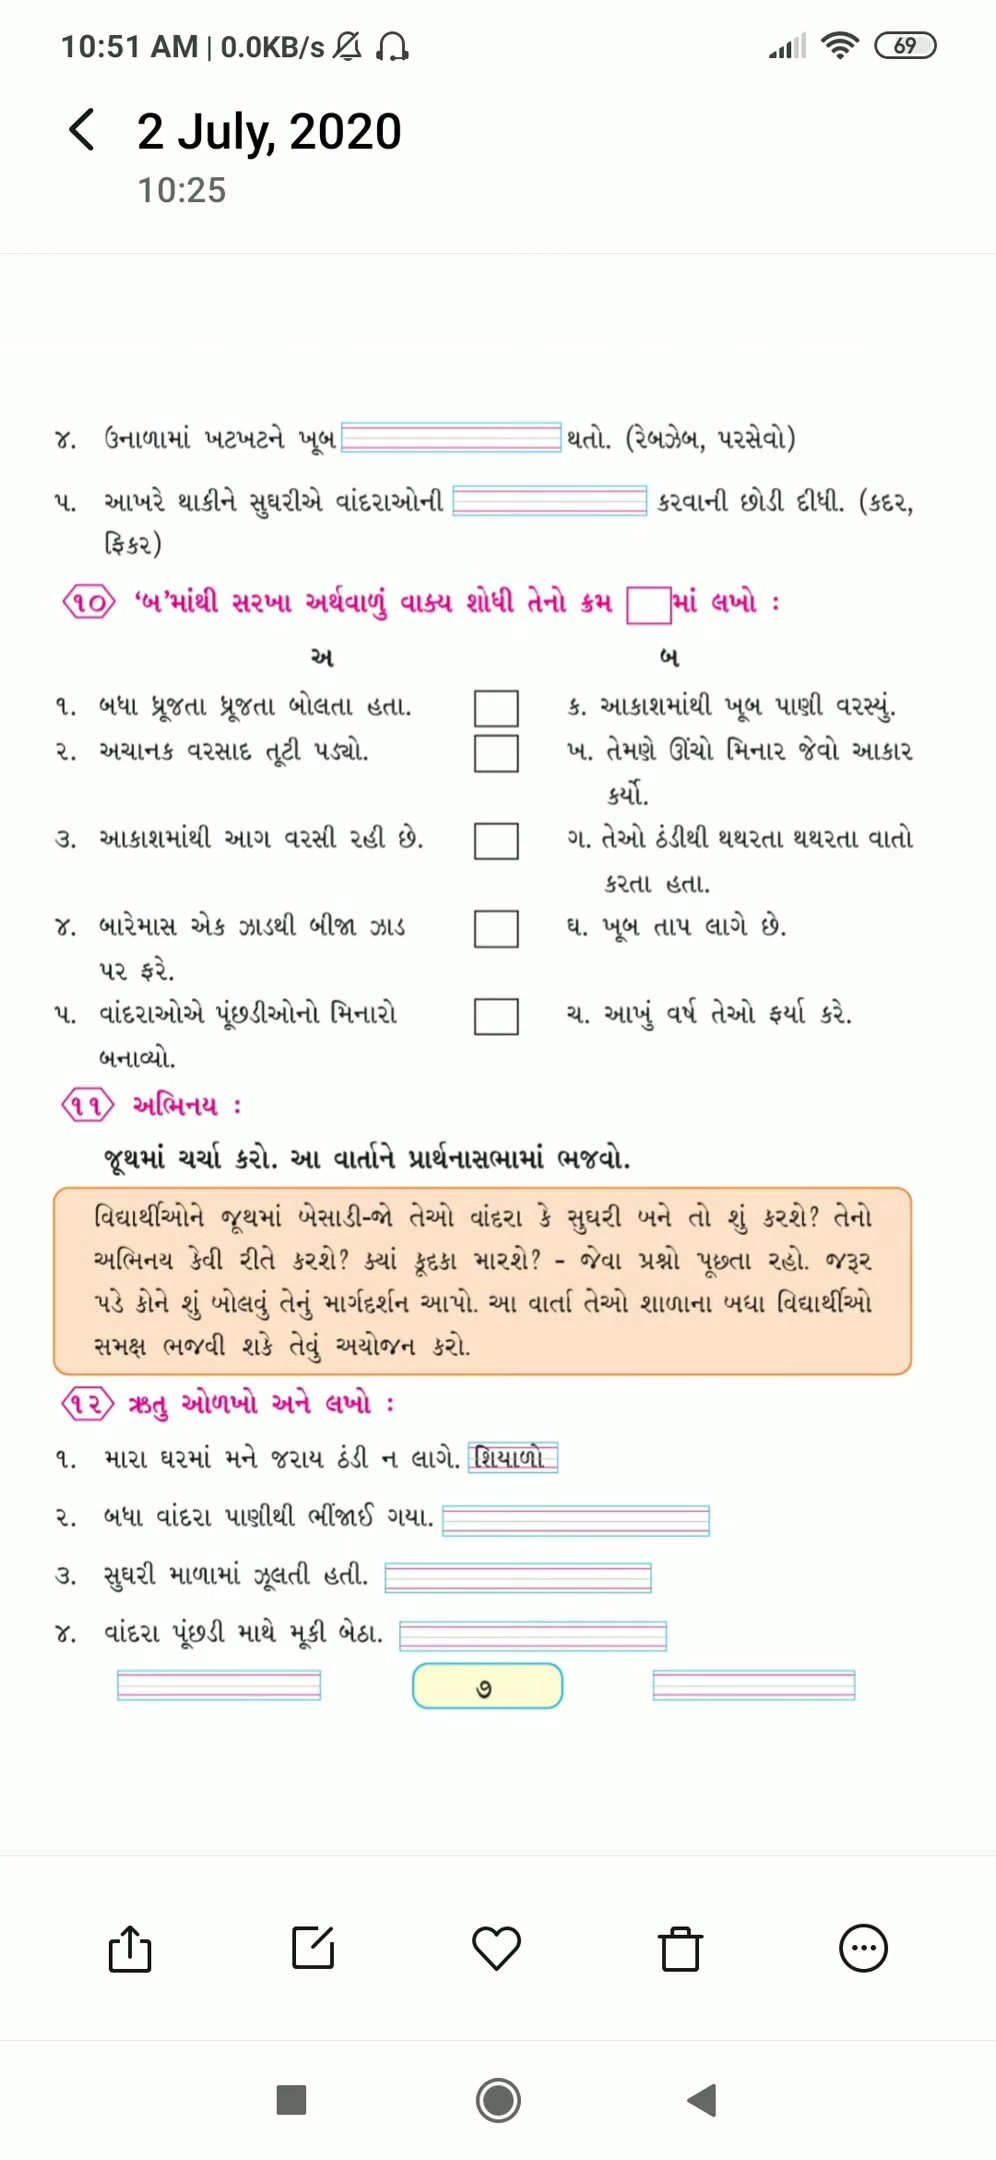 10:51 AM | 0.0KB/s
69
2 July, 2020
10:25
૪. ઉનાળામાં ખટખટને ખૂબ થતો. (રેબઝેબ, પરસેવો)
૫. આખરે થાકીને સુઘરીએ વાંદરાઓની કરવાની છોડી દીધી. (કદર,
ફિકર)
૧૦ ‘બ’માંથી સરખા અર્થવાળું વાક્ય શોધી તેનો ક્રમ માં લખો :
અ બ
૧. બધા ધ્રૂજતા ધ્રૂજતા બોલતા હતા. ક. આકાશમાંથી ખૂબ પાણી વરસ્યું.
૨. અચાનક વરસાદ તૂટી પડ્યો. ખ. તેમણે ઊંચો મિનાર જેવો આકાર
કર્યો.
૩. આકાશમાંથી આગ વરસી રહી છે. ગ. તેઓ ઠંડીથી થથરતા થથરતા વાતો
કરતા હતા.
૪. બારેમાસ એક ઝાડથી બીજા ઝાડ ઘ. ખૂબ તાપ લાગે છે.
પર ફરે.
૫. વાંદરાઓએ પૂંછડીઓનો મિનારો ચ. આખું વર્ષ તેઓ ફર્યા કરે.
બનાવ્યો.
૧૧ અભિનય :
જૂથમાં ચર્ચા કરો. આ વાર્તાને પ્રાર્થનાસભામાં ભજવો.
વિદ્યાર્થીઓને જૂથમાં બેસાડી-જો તેઓ વાંદરા કે સુઘરી બને તો શું કરશે? તેનો
અભિનય કેવી રીતે કરશે? ક્યાં કૂદકા મારશે? - જેવા પ્રશ્નો પૂછતા રહો. જરૂર
પડે કોને શું બોલવું તેનું માર્ગદર્શન આપો. આ વાર્તા તેઓ શાળાના બધા વિદ્યાર્થીઓ
સમક્ષ ભજવી શકે તેવું અયોજન કરો.
૧૨ ઋતુ ઓળખો અને લખો :
૧. મારા ઘરમાં મને જરાય ઠંડી ન લાગે. શિયાળો
૨. બધા વાંદરા પાણીથી ભીંજાઈ ગયા.
૩. સુઘરી માળામાં ઝૂલતી હતી.
૪. વાંદરા પૂંછડી માથે મૂકી બેઠા.
૭